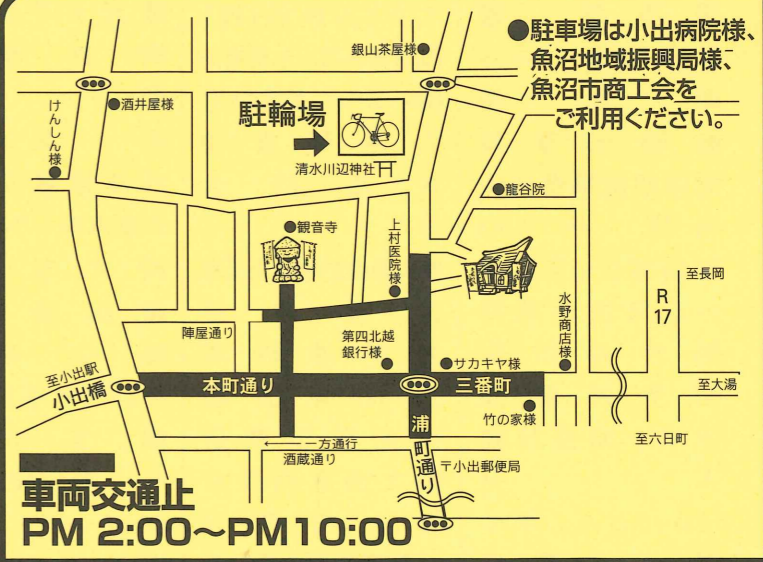 ●駐車場は小出病院様、
魚沼地域振興局様、
魚沼市商工会を
ご利用ください。
銀山茶屋様●
●酒井屋様
けんしん様
駐輪場
清水川辺神社
●龍谷院
●観音寺
上村医院様
至長岡
R
17
水野商店様
陣屋通り
第四北越
銀行様
●サカキヤ様
至小出駅
小出橋
本町通り
三番町
至大湯
竹の家様
浦町通り
至六日町
←一方通行
酒蔵通り
〒小出郵便局
車両交通止
PM 2:00〜PM10:00